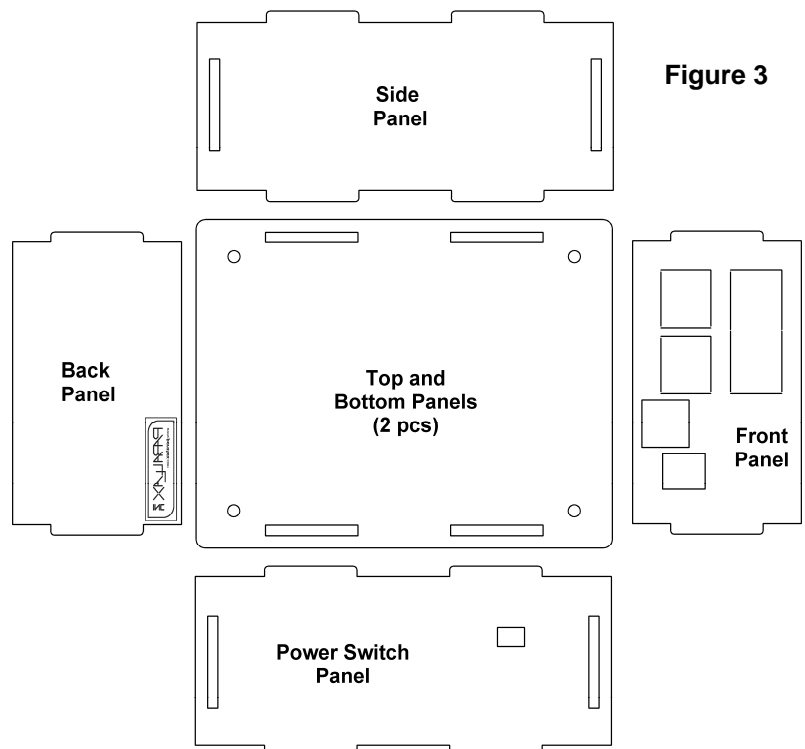 Figure 3
Side
Panel
Back
Panel
Top and
Bottom Panels
(2 pcs)
Front
Panel
Power Switch
Panel